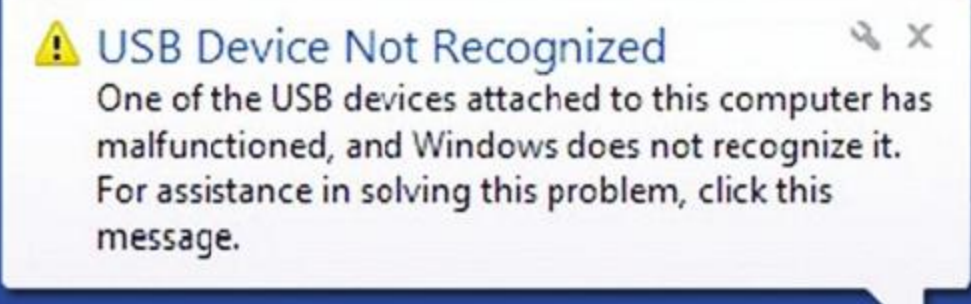 USB Device Not Recognized
One of the USB devices attached to this computer has
malfunctioned, and Windows does not recognize it.
For assistance in solving this problem, click this
message.